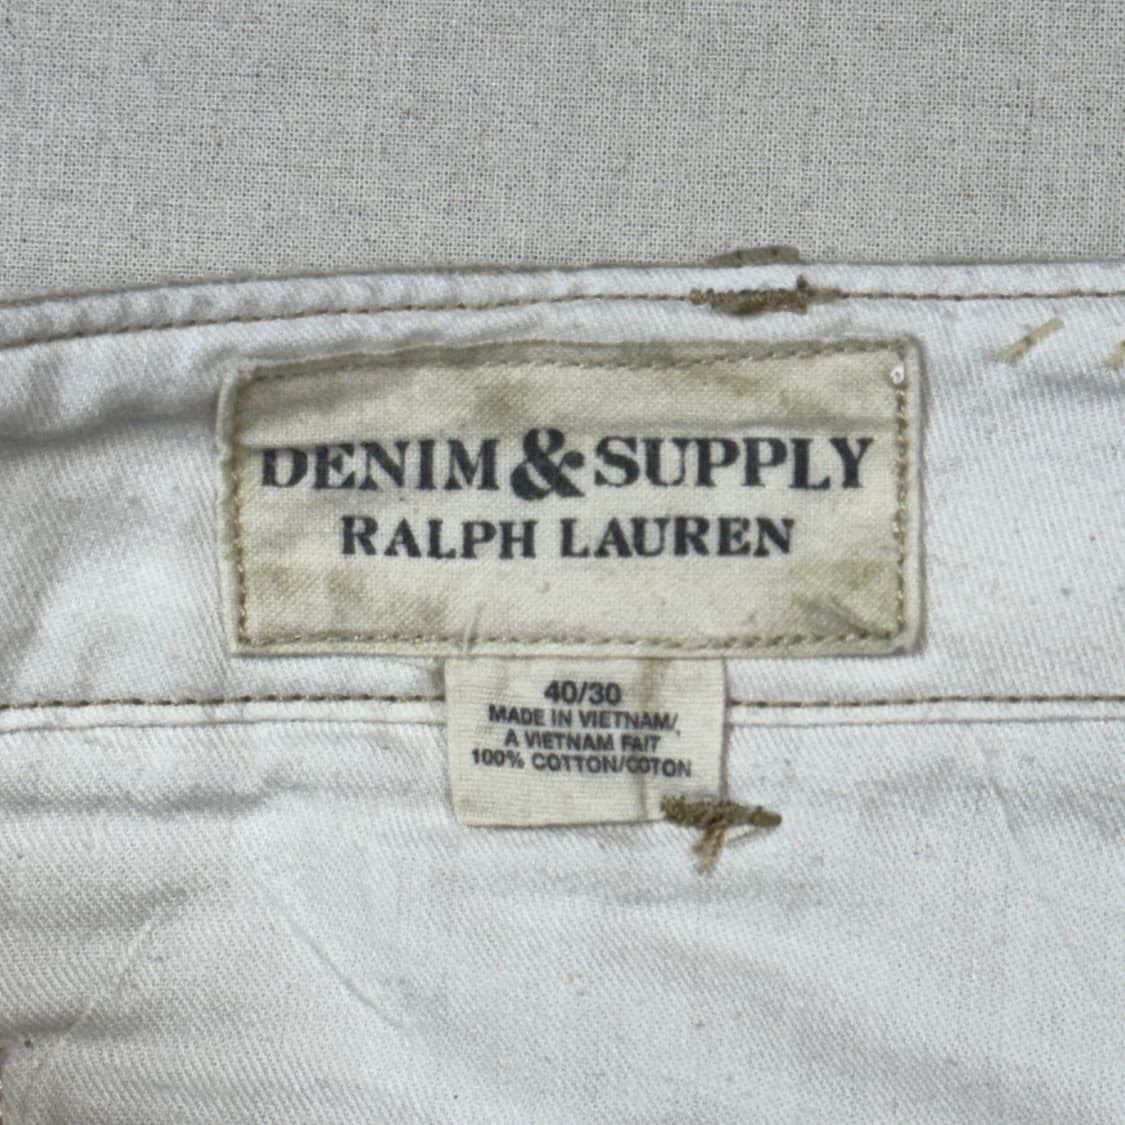 DENIM & SUPPLY
RALPH LAUREN
40/30
MADE IN VIETNAM/
A VIETNAM FAIT
100% COTTON/COTON